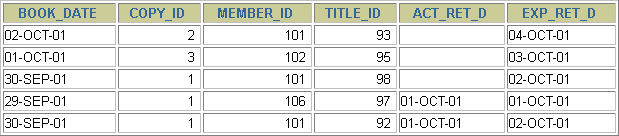 BOOK_DATE COPY_ID MEMBER_ID TITLE_ID ACT_RET_D EXP_RET_D
02-OCT-01 2 101 93 04-OCT-01
01-OCT-01 3 102 95 03-OCT-01
30-SEP-01 1 101 98 02-OCT-01
29-SEP-01 1 106 97 01-OCT-01 01-OCT-01
30-SEP-01 1 101 92 01-OCT-01 02-OCT-01